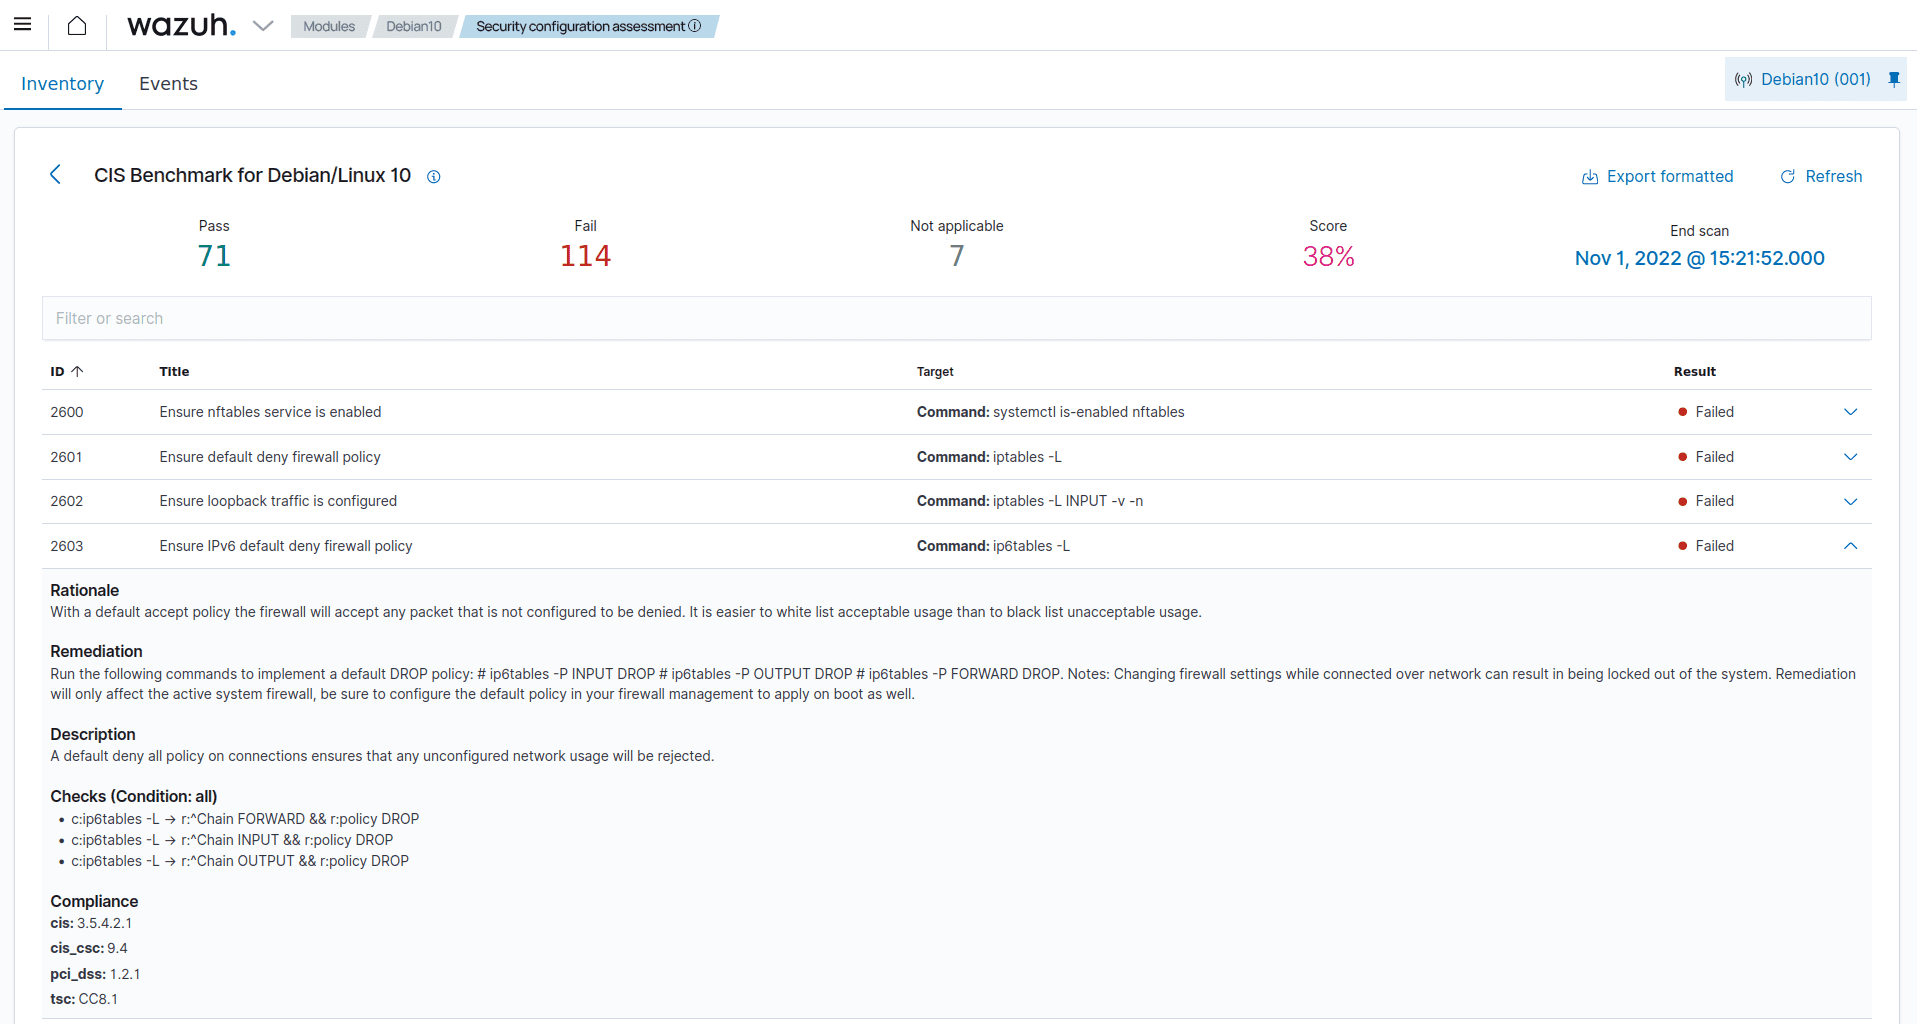 wazuh.
Modules
Debian10
Security configuration assessment
Inventory
Events
Debian10 (001)
CIS Benchmark for Debian/Linux 10
Export formatted
Refresh
Pass
71
Fail
114
Not applicable
7
Score
38%
End scan
Nov 1, 2022 @ 15:21:52.000
Filter or search
ID Title Target Result
2600 Ensure nftables service is enabled Command: systemctl is-enabled nftables Failed
2601 Ensure default deny firewall policy Command: iptables -L Failed
2602 Ensure loopback traffic is configured Command: iptables -L INPUT -v -n Failed
2603 Ensure IPv6 default deny firewall policy Command: ip6tables -L Failed
Rationale
With a default accept policy the firewall will accept any packet that is not configured to be denied. It is easier to white list acceptable usage than to black list unacceptable usage.
Remediation
Run the following commands to implement a default DROP policy: # ip6tables -P INPUT DROP # ip6tables -P OUTPUT DROP # ip6tables -P FORWARD DROP. Notes: Changing firewall settings while connected over network can result in being locked out of the system. Remediation
will only affect the active system firewall, be sure to configure the default policy in your firewall management to apply on boot as well.
Description
A default deny all policy on connections ensures that any unconfigured network usage will be rejected.
Checks (Condition: all)
• c:ip6tables -L → r:^Chain FORWARD && r:policy DROP
• c:ip6tables -L → r:^Chain INPUT && r:policy DROP
• c:ip6tables -L → r:^Chain OUTPUT && r:policy DROP
Compliance
cis: 3.5.4.2.1
cis_csc: 9.4
pci_dss: 1.2.1
tsc: CC8.1